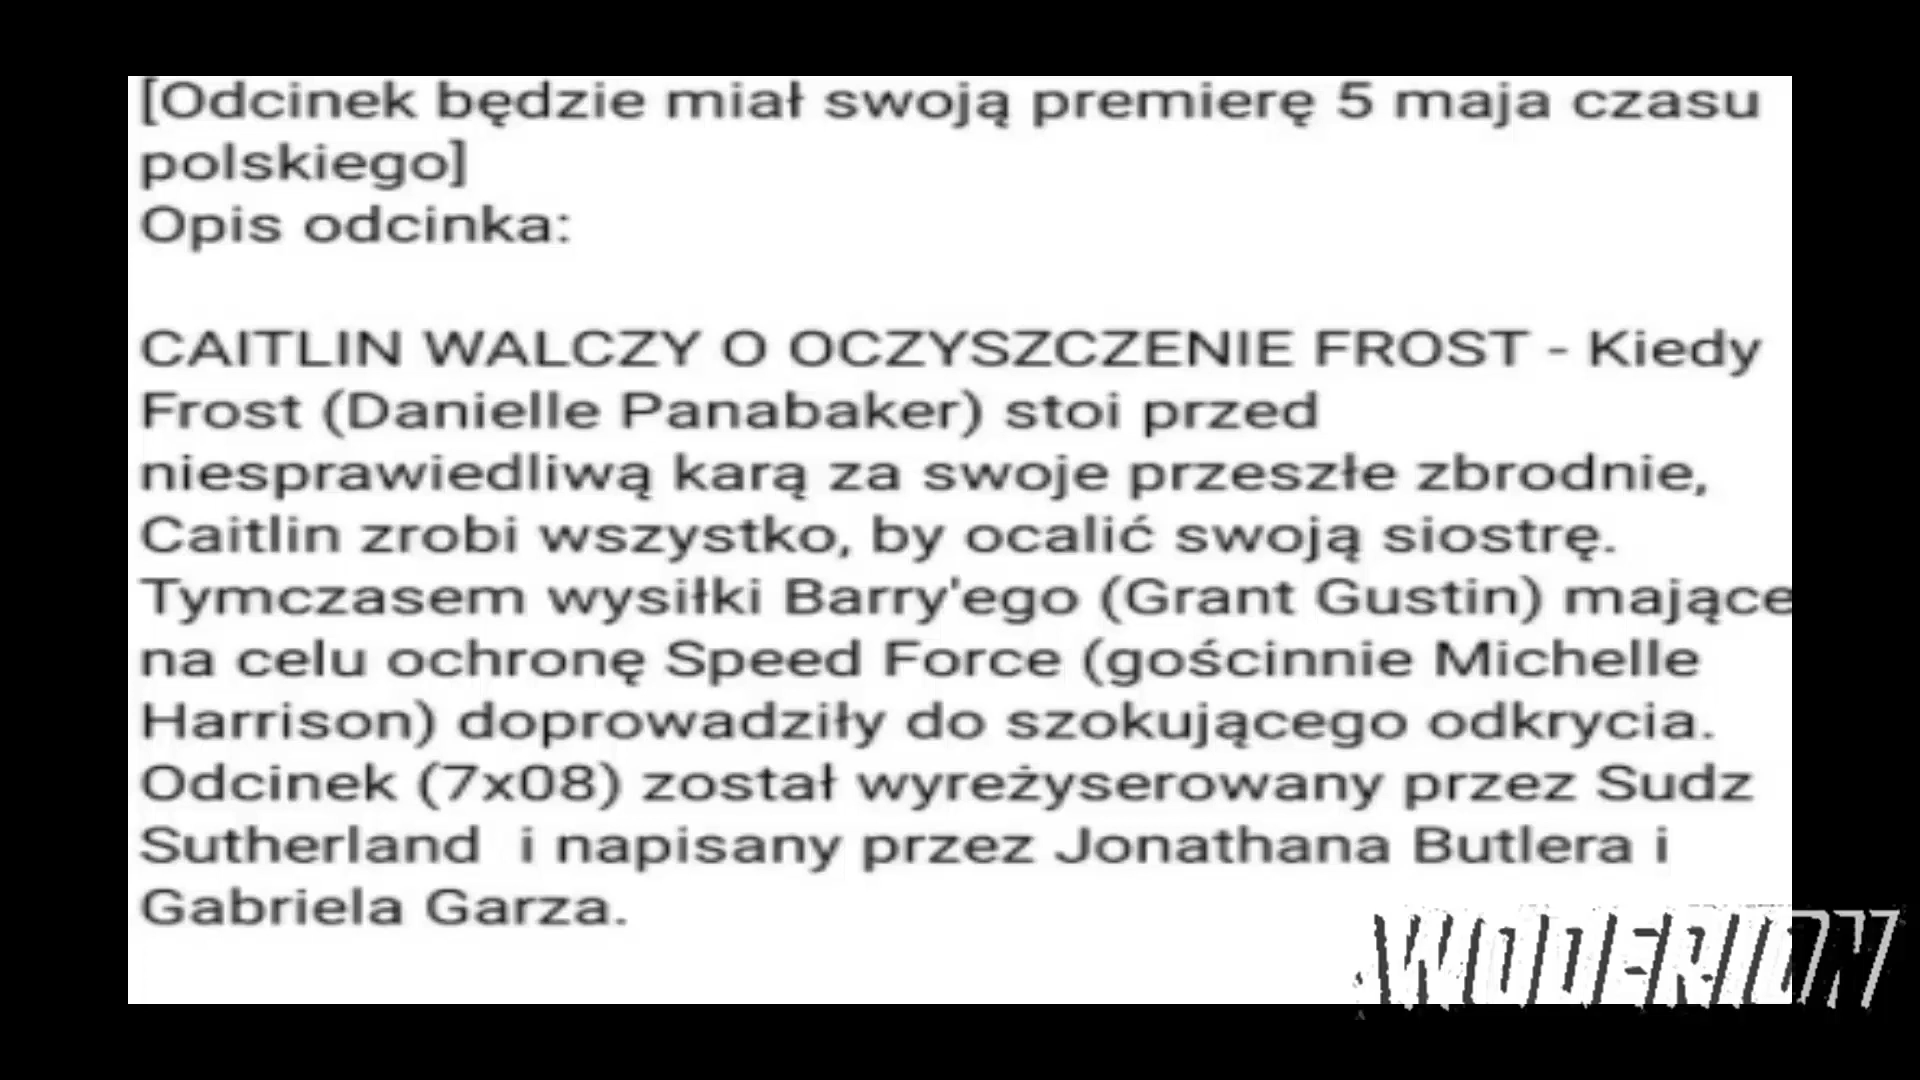 [Odcinek będzie miał swoją premierę 5 maja czasu
polskiego]
Opis odcinka:
CAITLIN WALCZY O OCZYSZCZENIE FROST - Kiedy
Frost (Danielle Panabaker) stoi przed
niesprawiedliwą karą za swoje przeszłe zbrodnie,
Caitlin zrobi wszystko, by ocalić swoją siostrę.
Tymczasem wysiłki Barry'ego (Grant Gustin) mające
na celu ochronę Speed Force (gościnnie Michelle
Harrison) doprowadziły do szokującego odkrycia.
Odcinek (7x08) został wyreżyserowany przez Sudz
Sutherland i napisany przez Jonathana Butlera i
Gabriela Garza.
WODERION